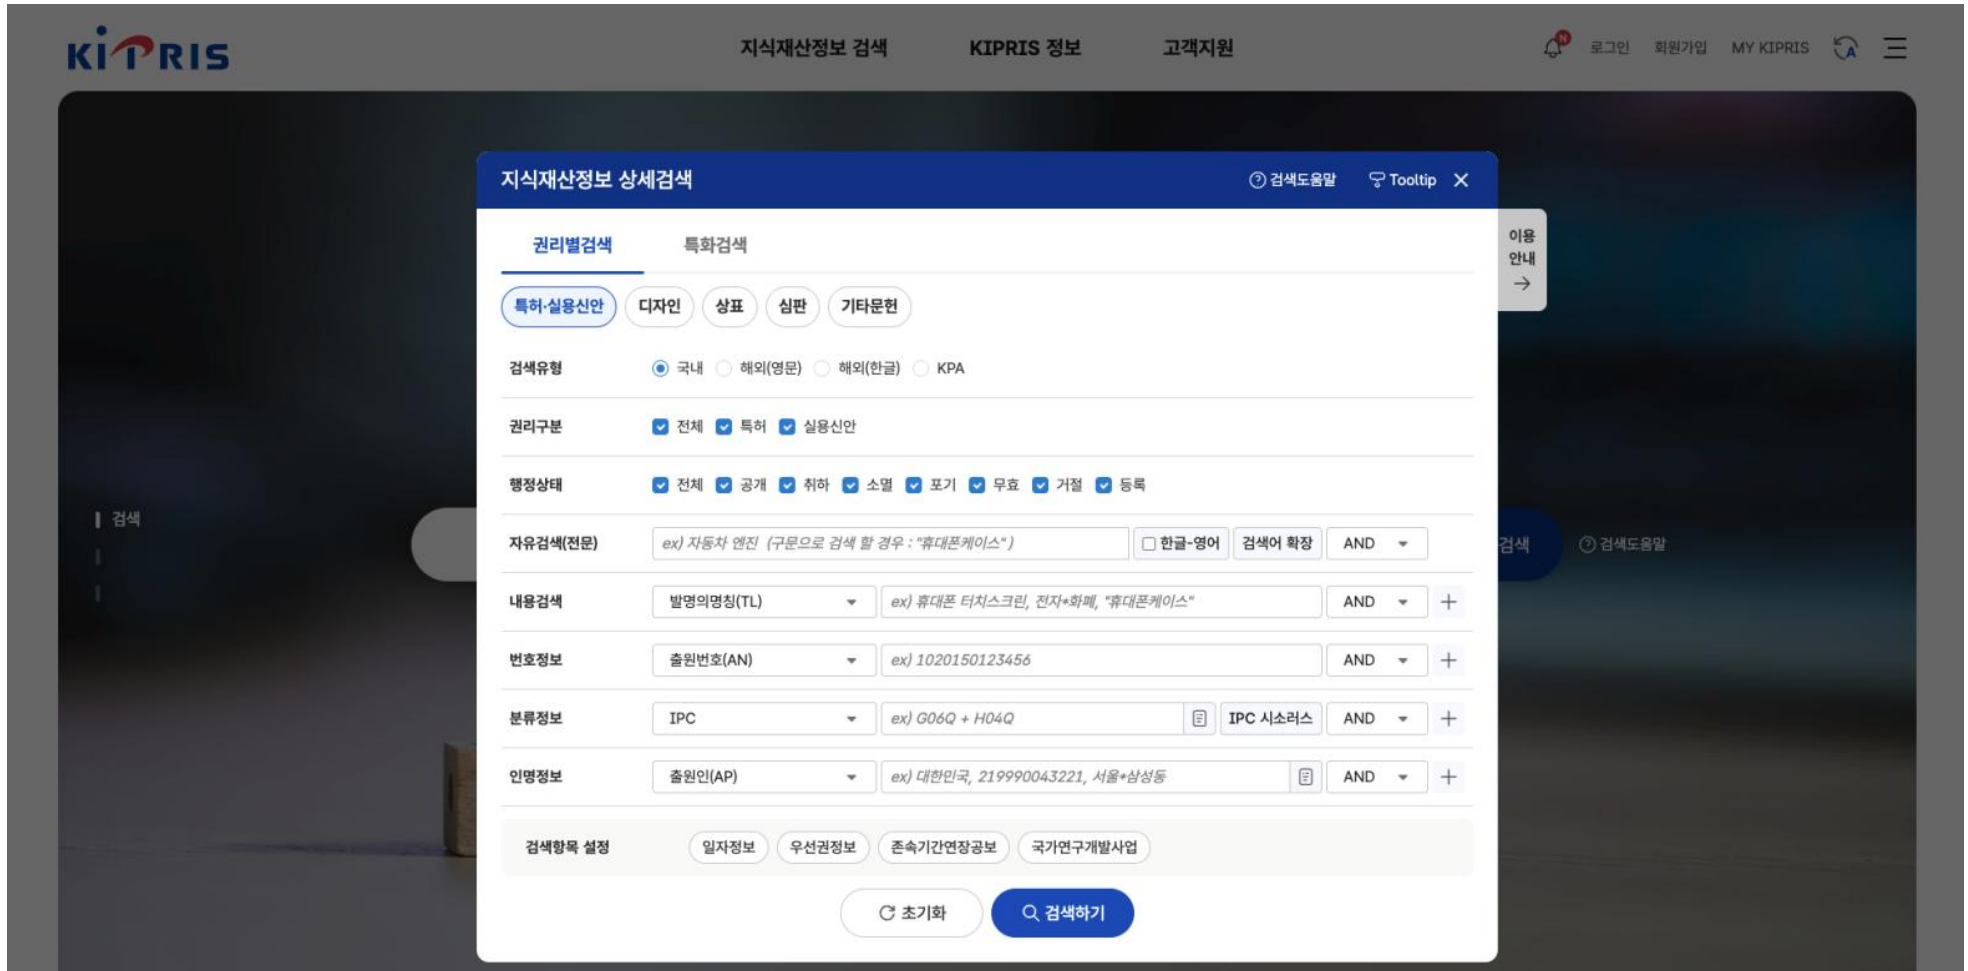 KIPRIS
지식재산정보 검색 KIPRIS 정보 고객지원
N 로그인 회원가입 MY KIPRIS A
지식재산정보 상세검색
검색도움말 Tooltip
권리별검색 특화검색
이용
안내
특허·실용신안 디자인 상표 심판 기타문헌
검색유형 국내 해외(영문) 해외(한글) KPA
권리구분 전체 특허 실용신안
행정상태 전체 공개 취하 소멸 포기 무효 거절 등록
검색
자유검색(전문) ex) 자동차 엔진 (구문으로 검색 할 경우 : "휴대폰케이스" ) 한글-영어 검색어 확장 AND
검색 검색도움말
내용검색 발명의명칭(TL) ex) 휴대폰 터치스크린, 전자*화폐, "휴대폰케이스" AND
번호정보 출원번호(AN) ex) 1020150123456 AND
분류정보 IPC ex) G06Q + H04Q IPC 시소러스 AND
인명정보 출원인(AP) ex) 대한민국, 219990043221, 서울*삼성동 AND
검색항목 설정 일자정보 우선권정보 존속기간연장공보 국가연구개발사업
초기화 검색하기